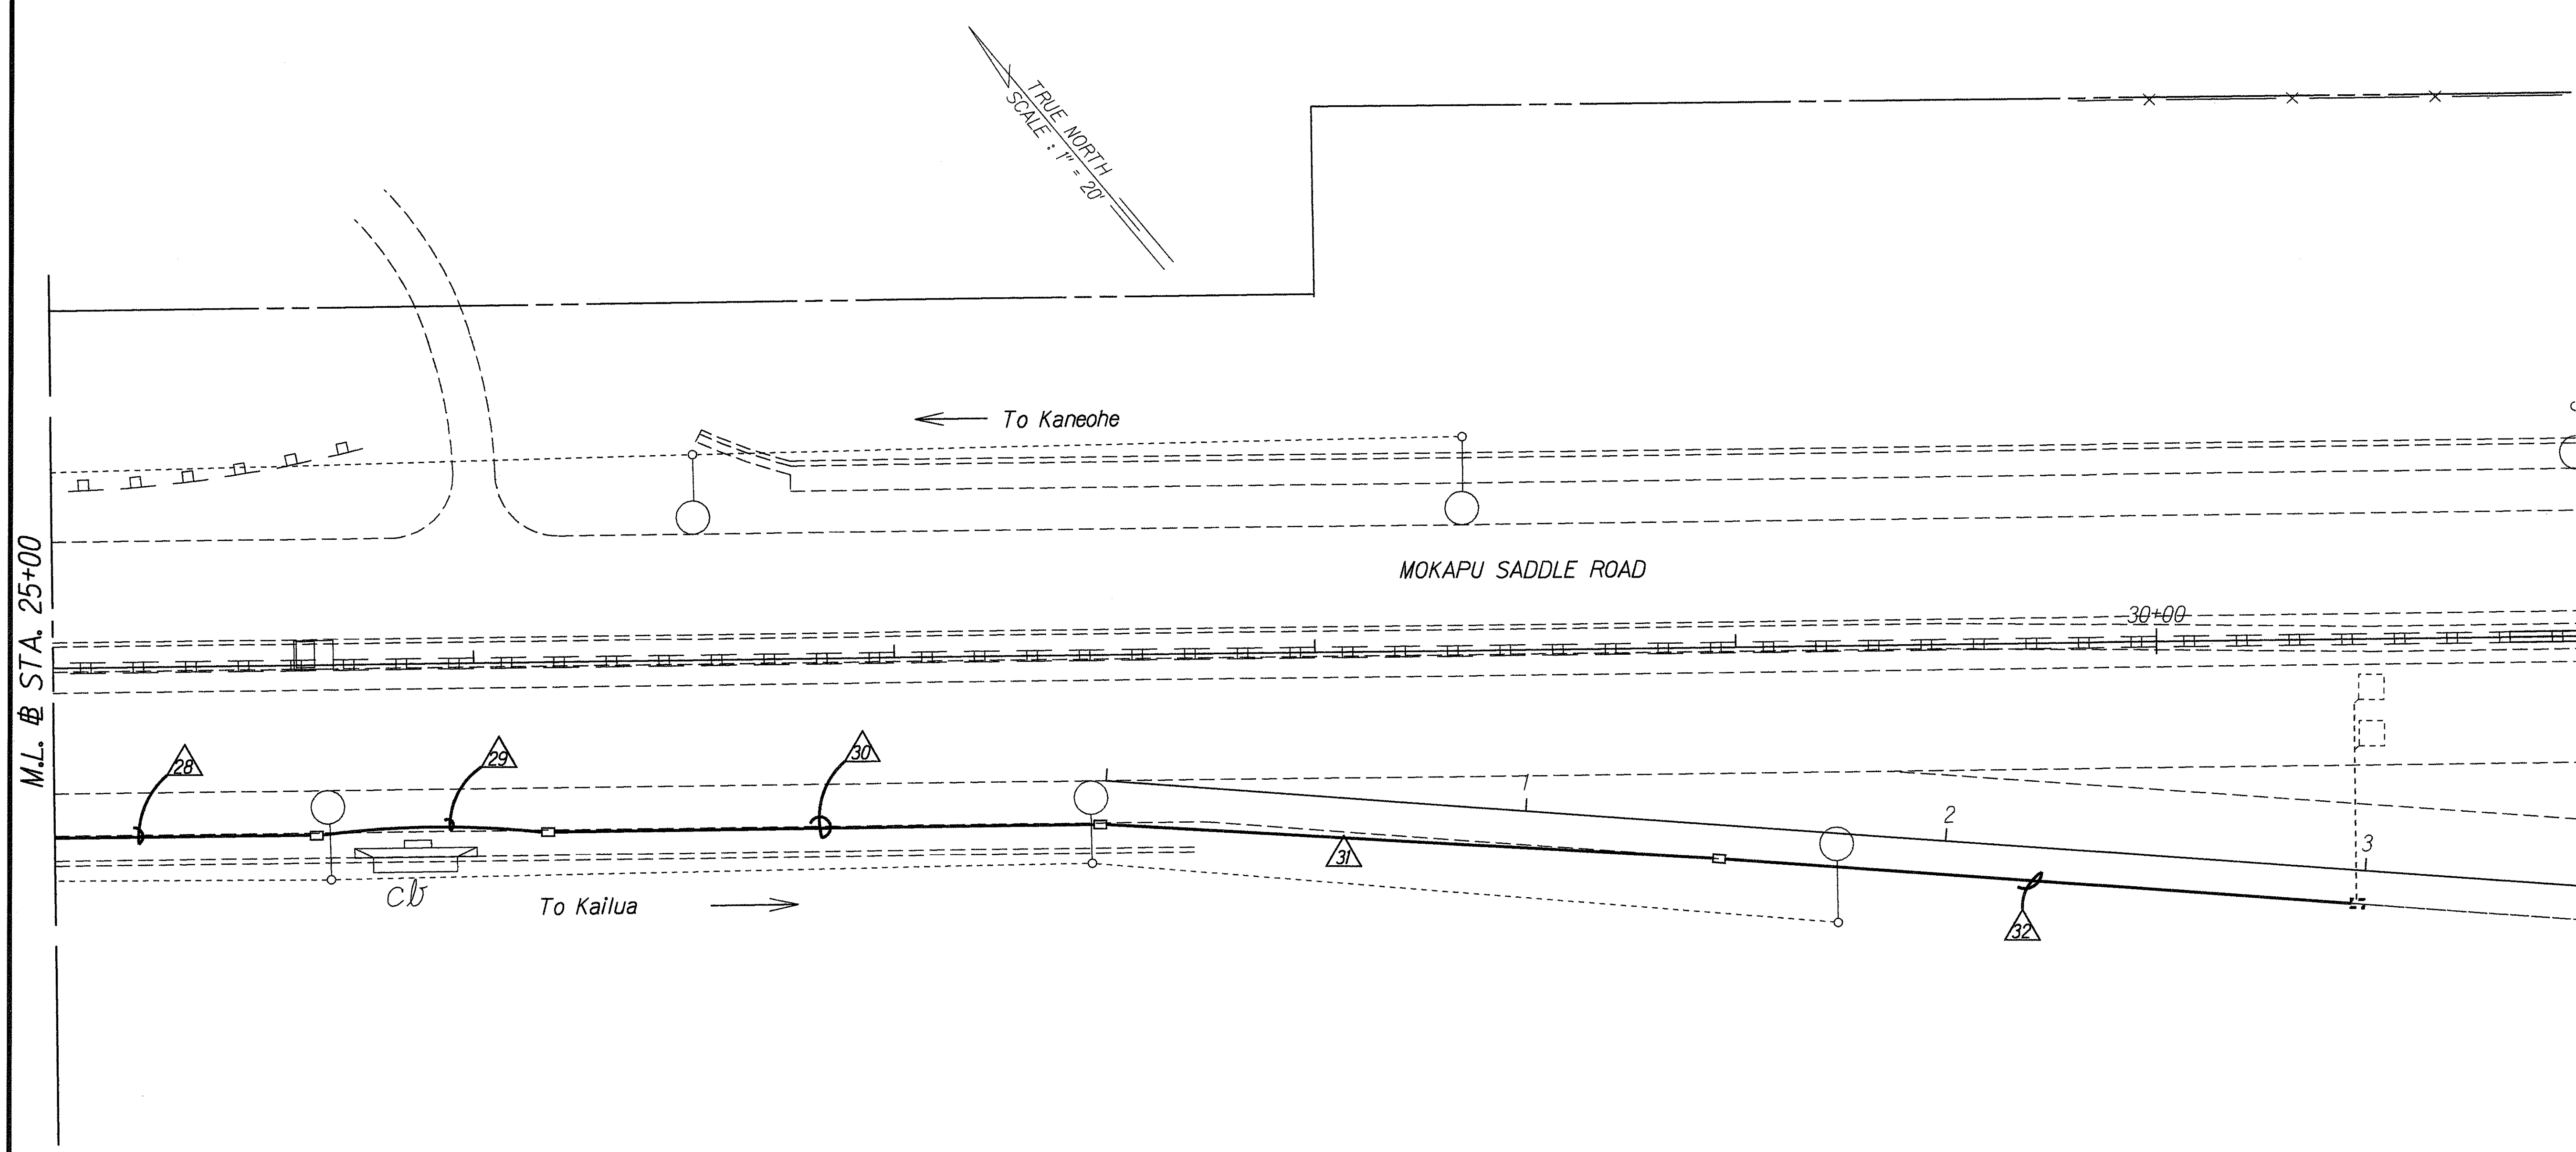 TRUE NORTH
SCALE : 1" = 20'
To Kaneohe
M.L. ℄ STA. 25+00
MOKAPU SADDLE ROAD
30+00
28
29
30
1
2
3
31
32
cb
To Kailua